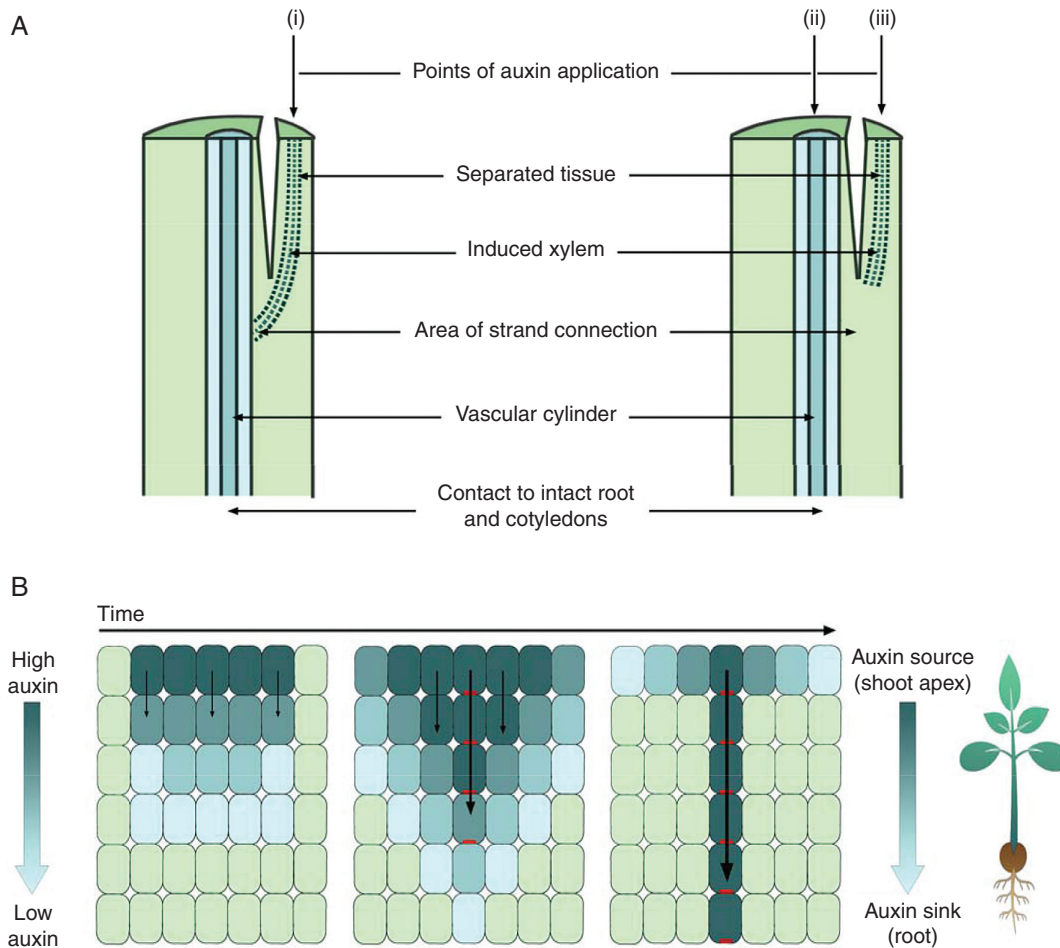 A
(i)
(ii)
(iii)
Points of auxin application
Separated tissue
Induced xylem
Area of strand connection
Vascular cylinder
Contact to intact root
and cotyledons
B
Time
High
auxin
Low
auxin
Auxin source
(shoot apex)
Auxin sink
(root)